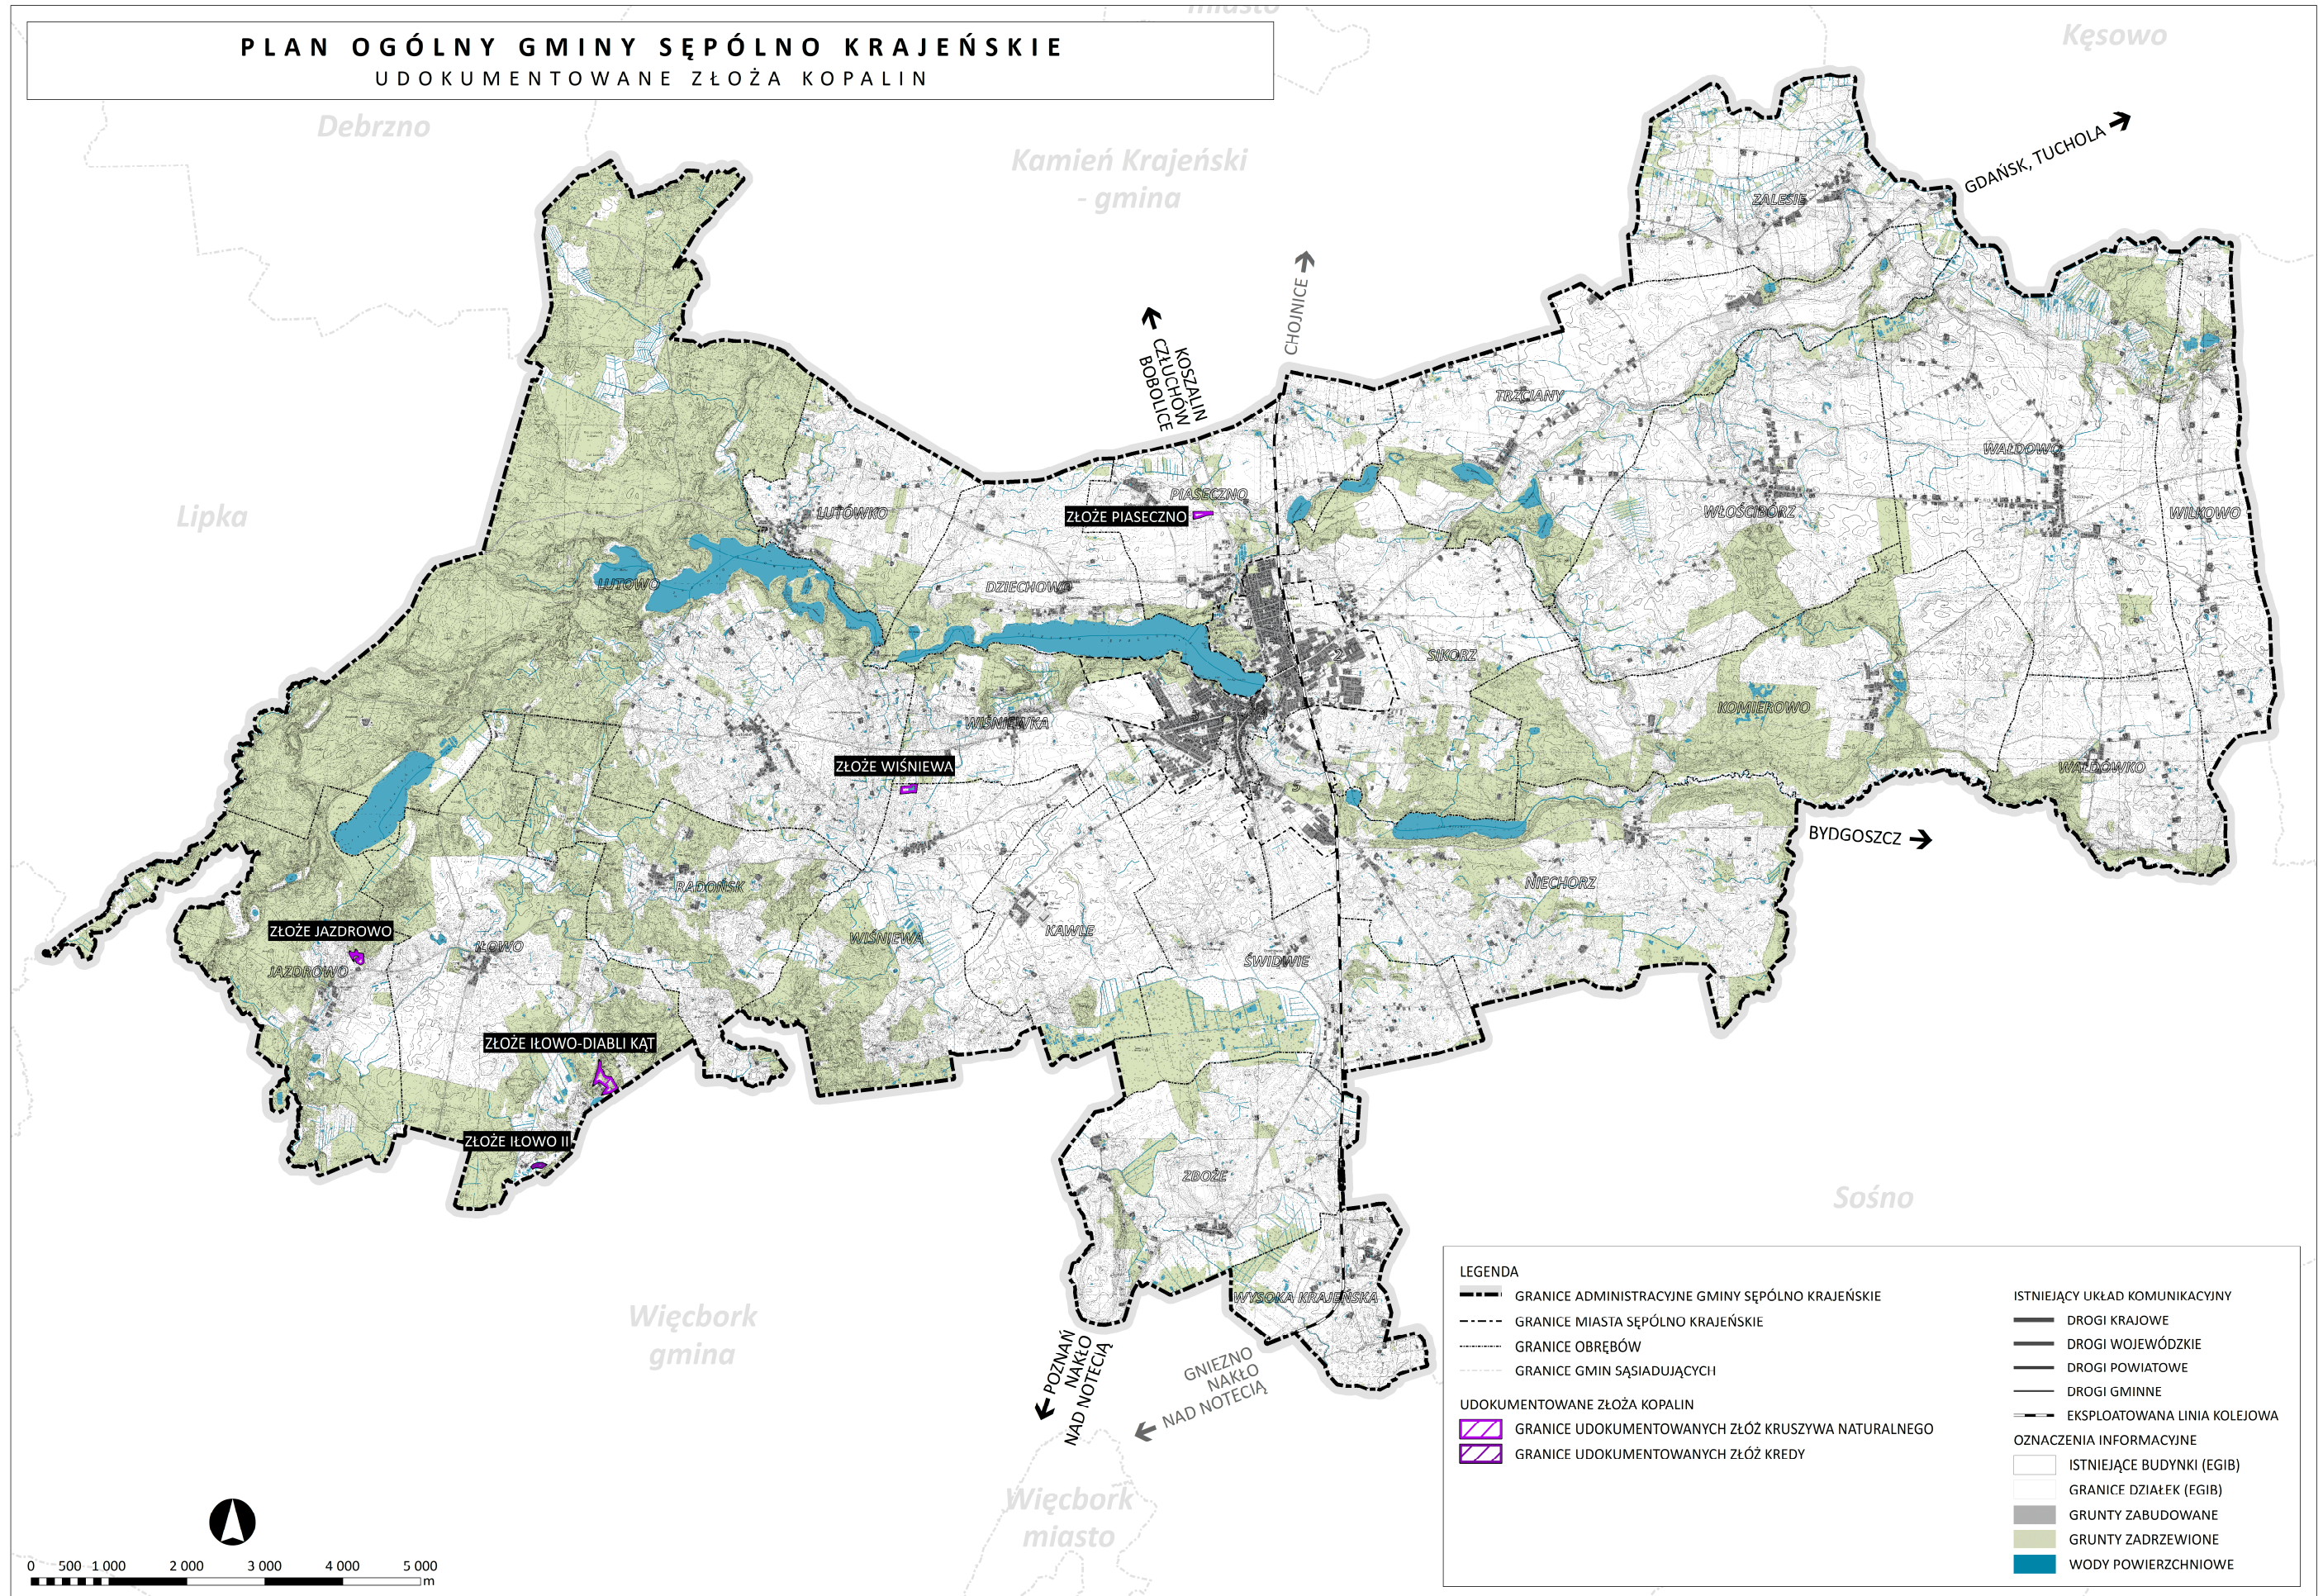 miasto
PLAN OGÓLNY GMINY SĘPÓLNO KRAJEŃSKIE
UDOKUMENTOWANE ZŁOŻA KOPALIN
Kęsowo
Debrzno
Kamień Krajeński
- gmina
GDAŃSK, TUCHOLA
ZALESIE
CHOJNICE
KOSZALIN
CZŁUCHÓW
BOBOLICE
TRZCIANY
WAŁDOWO
Lipka
PIASECZNO
LUTÓWKO
ZŁOŻE PIASECZNO
WŁOŚCIBÓRZ
WILKOWO
LUTOWO
DZIECHOWO
1
2
SIKORZ
WIŚNIEWKA
3
KOMIEROWO
ZŁOŻE WIŚNIEWA
WAŁDÓWKO
5
BYDGOSZCZ
RADOŃSK
NIECHORZ
ZŁOŻE JAZDROWO
IŁOWO
WIŚNIEWA
KAWLE
JAZDROWO
ŚWIDWIE
ZŁOŻE IŁOWO-DIABLI KĄT
ZŁOŻE IŁOWO II
ZBOŻE
Sośno
WYSOKA KRAJEŃSKA
Więcbork
gmina
POZNAŃ
NAKŁO
NAD NOTECIĄ
GNIEZNO
NAKŁO
NAD NOTECIĄ
Więcbork
miasto
0 500 1 000 2 000 3 000 4 000 5 000
m
LEGENDA
GRANICE ADMINISTRACYJNE GMINY SĘPÓLNO KRAJEŃSKIE
GRANICE MIASTA SĘPÓLNO KRAJEŃSKIE
GRANICE OBRĘBÓW
GRANICE GMIN SĄSIADUJĄCYCH
UDOKUMENTOWANE ZŁOŻA KOPALIN
GRANICE UDOKUMENTOWANYCH ZŁÓŻ KRUSZYWA NATURALNEGO
GRANICE UDOKUMENTOWANYCH ZŁÓŻ KREDY
ISTNIEJĄCY UKŁAD KOMUNIKACYJNY
DROGI KRAJOWE
DROGI WOJEWÓDZKIE
DROGI POWIATOWE
DROGI GMINNE
EKSPLOATOWANA LINIA KOLEJOWA
OZNACZENIA INFORMACYJNE
ISTNIEJĄCE BUDYNKI (EGIB)
GRANICE DZIAŁEK (EGIB)
GRUNTY ZABUDOWANE
GRUNTY ZADRZEWIONE
WODY POWIERZCHNIOWE